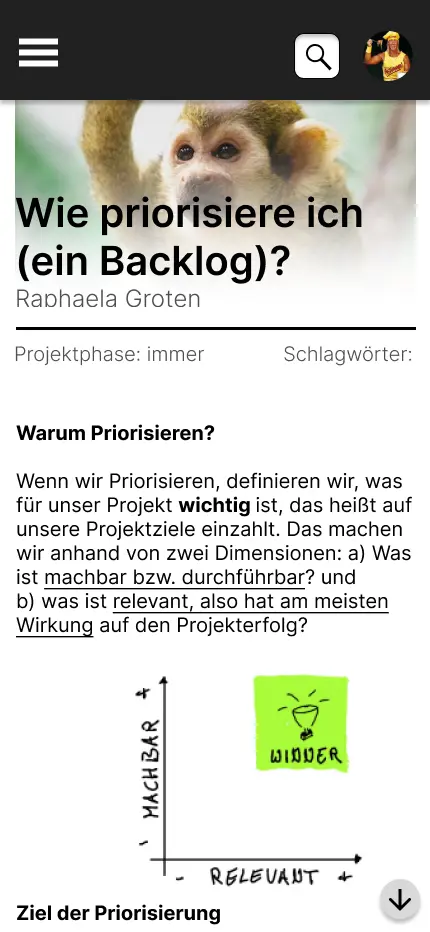 Wie priorisiere ich
(ein Backlog)?
Raphaela Groten
Projektphase: immer
Schlagwörter:
Warum Priorisieren?
Wenn wir Priorisieren, definieren wir, was
für unser Projekt wichtig ist, das heißt auf
unsere Projektziele einzahlt. Das machen
wir anhand von zwei Dimensionen: a) Was
ist machbar bzw. durchführbar? und
b) was ist relevant, also hat am meisten
Wirkung auf den Projekterfolg?
- MACHBAR +
WINNER
- RELEVANT +
Ziel der Priorisierung